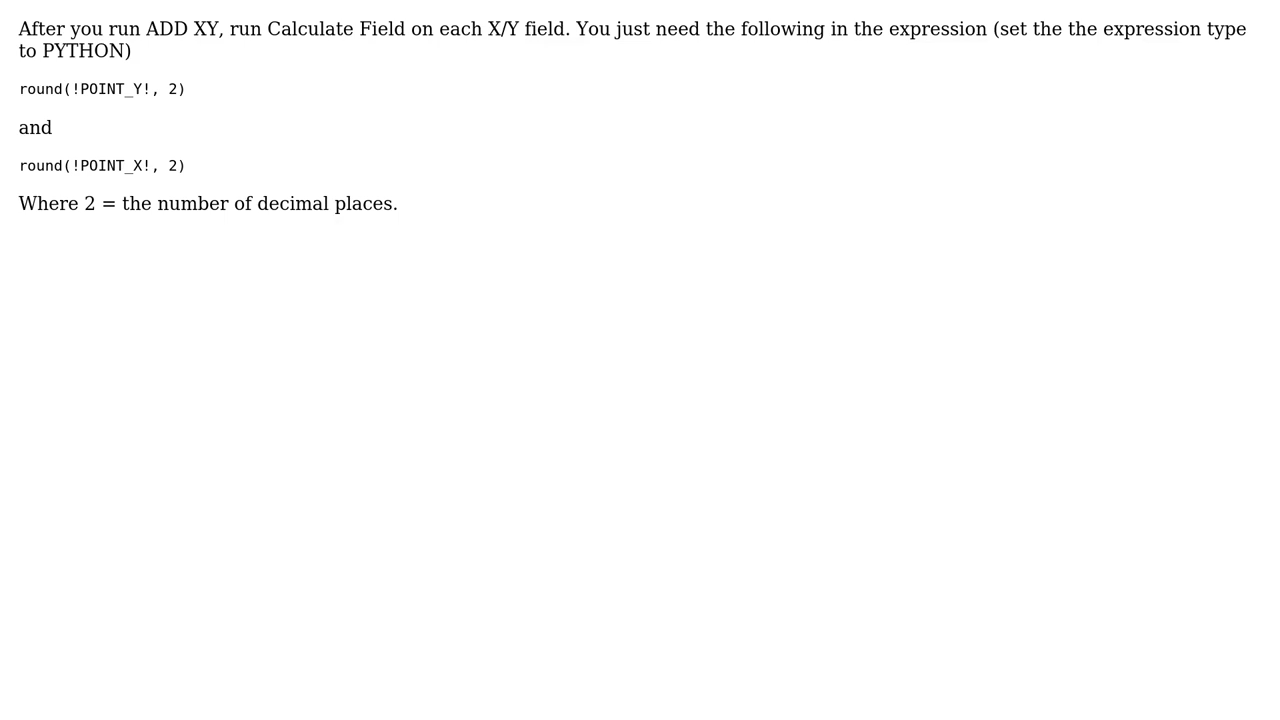 After you run ADD XY, run Calculate Field on each X/Y field. You just need the following in the expression (set the the expression type
to PYTHON)
round(!POINT_Y!, 2)
and
round(!POINT_X!, 2)
Where 2 = the number of decimal places.